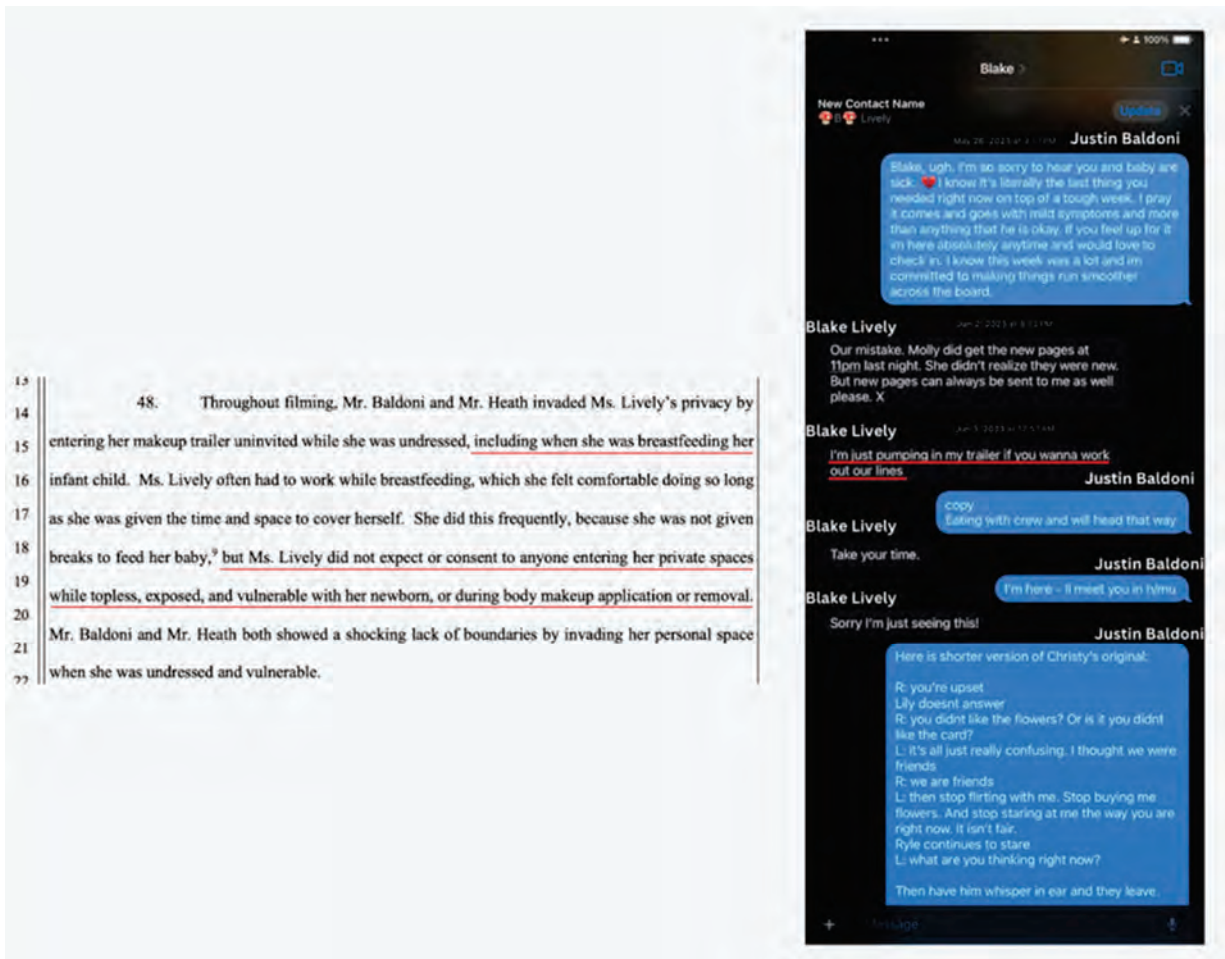 13
14
15
16
17
18
19
20
21
22
48. Throughout filming, Mr. Baldoni and Mr. Heath invaded Ms. Lively's privacy by
entering her makeup trailer uninvited while she was undressed, including when she was breastfeeding her
infant child. Ms. Lively often had to work while breastfeeding, which she felt comfortable doing so long
as she was given the time and space to cover herself. She did this frequently, because she was not given
breaks to feed her baby,⁹ but Ms. Lively did not expect or consent to anyone entering her private spaces
while topless, exposed, and vulnerable with her newborn, or during body makeup application or removal.
Mr. Baldoni and Mr. Heath both showed a shocking lack of boundaries by invading her personal space
when she was undressed and vulnerable.
100%
Blake >
New Contact Name
B Lively
Update
Justin Baldoni
Blake, ugh. I'm so sorry to hear you and baby are
sick. ❤️ I know it's literally the last thing you
needed right now on top of a tough week. I pray
it comes and goes with mild symptoms and more
than anything that he is okay. If you feel up for it
im here absolutely anytime and would love to
check in. I know this week was a lot and im
committed to making things run smoother
across the board.
Blake Lively
Our mistake. Molly did get the new pages at
11pm last night. She didn't realize they were new.
But new pages can always be sent to me as well
please. X
Blake Lively
I'm just pumping in my trailer if you wanna work
out our lines
Justin Baldoni
copy
Eating with crew and will head that way
Blake Lively
Take your time.
Justin Baldoni
I'm here - ll meet you in h/mu
Blake Lively
Sorry I'm just seeing this!
Justin Baldoni
Here is shorter version of Christy's original:
R: you're upset
Lily doesnt answer
R: you didnt like the flowers? Or is it you didnt
like the card?
L: it's all just really confusing. I thought we were
friends
R: we are friends
L: then stop flirting with me. Stop buying me
flowers. And stop staring at me the way you are
right now. it isn't fair.
Ryle continues to stare
L: what are you thinking right now?
Then have him whisper in ear and they leave.
Message